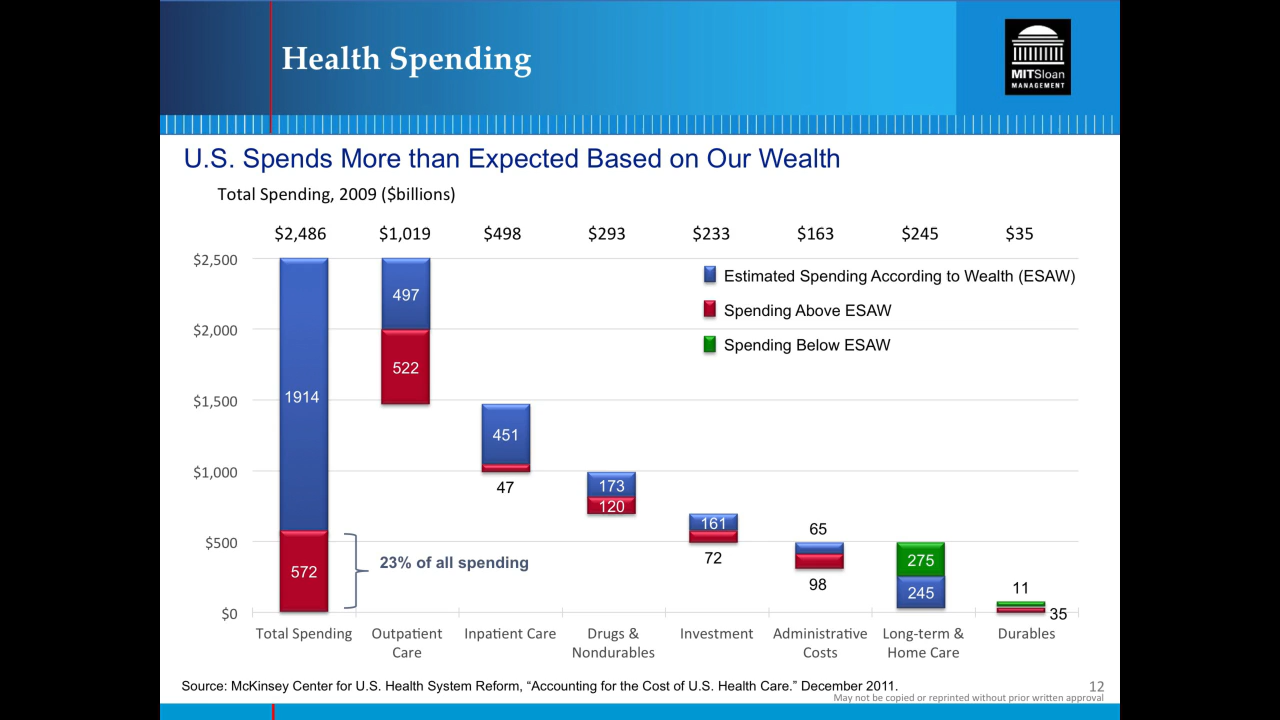 Health Spending
MITSloan
MANAGEMENT
U.S. Spends More than Expected Based on Our Wealth
Total Spending, 2009 ($billions)
$2,486 $1,019 $498 $293 $233 $163 $245 $35
$2,500
$2,000
$1,500
$1,000
$500
$0
Estimated Spending According to Wealth (ESAW)
Spending Above ESAW
Spending Below ESAW
1914
572
23% of all spending
497
522
451
47
173
120
161
72
65
98
275
245
11
35
Total Spending
Outpatient
Care
Inpatient Care
Drugs &
Nondurables
Investment
Administrative
Costs
Long-term &
Home Care
Durables
Source: McKinsey Center for U.S. Health System Reform, “Accounting for the Cost of U.S. Health Care.” December 2011.
12
May not be copied or reprinted without prior written approval